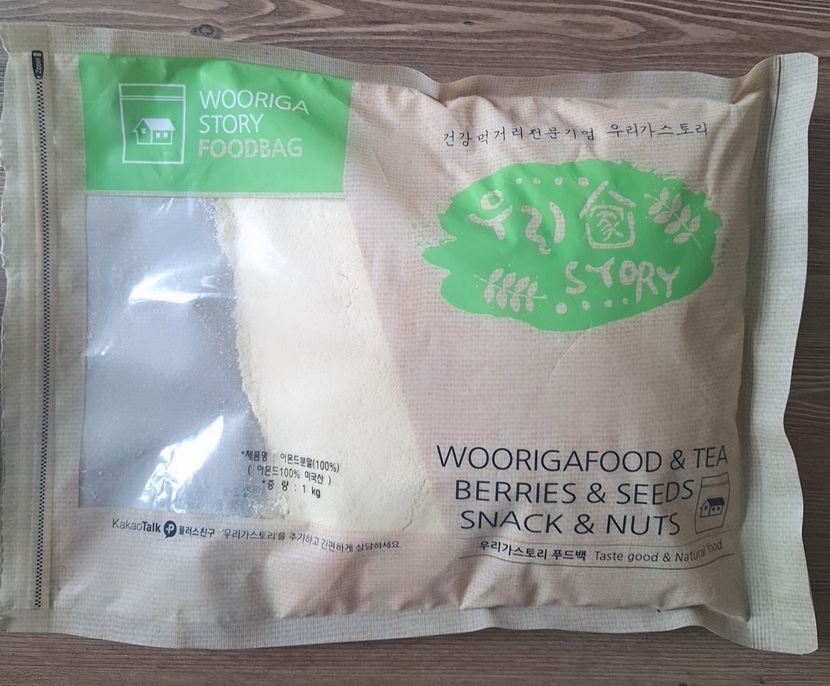 WOORIGA
STORY
FOODBAG
건강먹거리전문기업 우리가스토리
우리家
STORY
*제품명 : 아몬드분말(100%)
( 아몬드100% 미국산 )
*중 량 : 1 kg
KakaoTalk 플러스친구 '우리가스토리'를 추가하고 간편하게 상담하세요.
WOORIGAFOOD & TEA
BERRIES & SEEDS
SNACK & NUTS
우리가스토리 푸드백 Taste good & Natural food